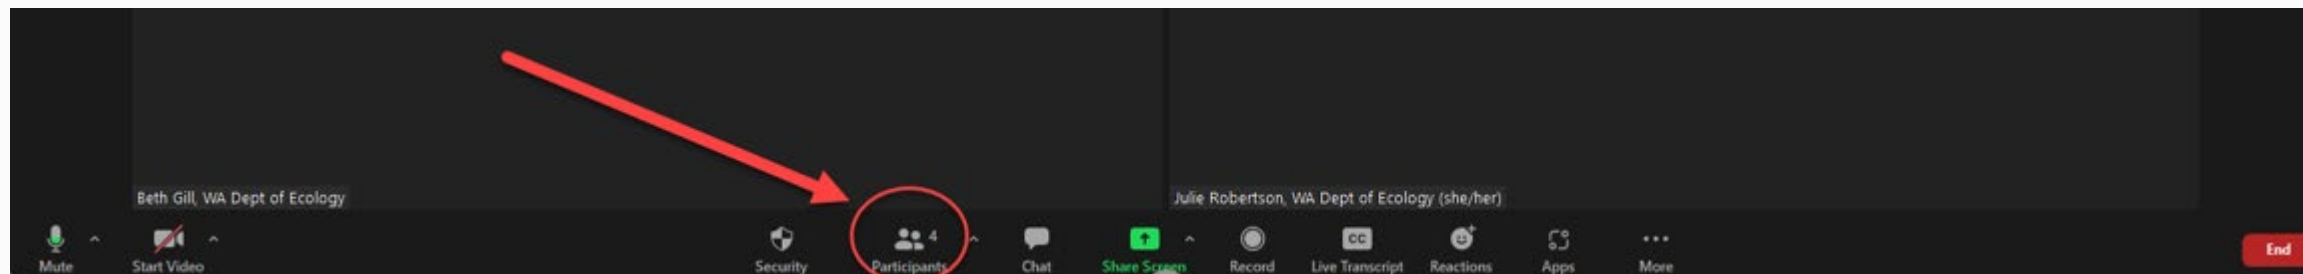 Beth Gill, WA Dept of Ecology
Julie Robertson, WA Dept of Ecology (she/her)
4
CC
Mute
Start Video
Security
Participants
Chat
Share Screen
Record
Live Transcript
Reactions
Apps
More
End